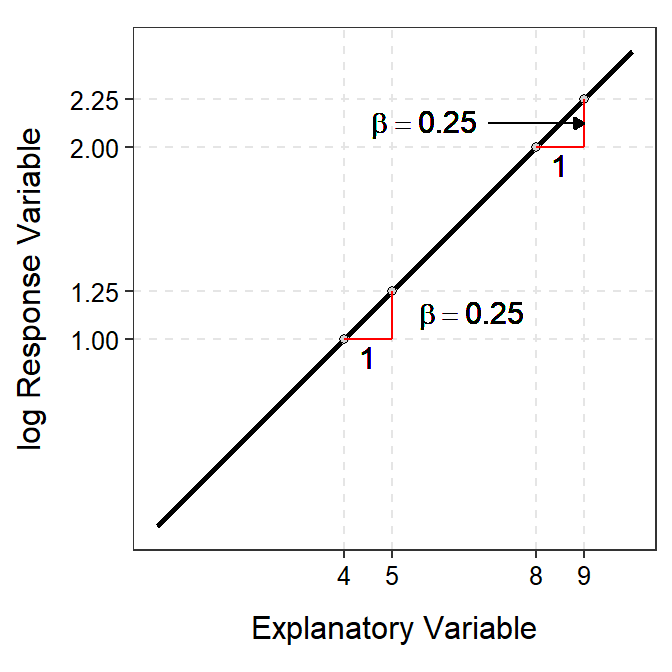 2.25
β = 0.25
2.00
1
log Response Variable
1.25
β = 0.25
1.00
1
4 5 8 9
Explanatory Variable